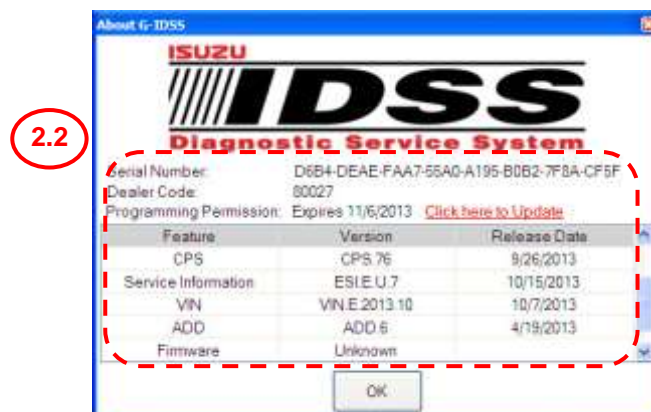 About G-IDSS
ISUZU
IDSS
Diagnostic Service System
2.2
Serial Number: D6B4-DEAE-FAA7-55A0-A195-B0B2-7F8A-CF5F
Dealer Code: 80027
Programming Permission: Expires 11/6/2013 Click here to Update
Feature Version Release Date
CPS CPS.76 9/26/2013
Service Information ESI.E.U.7 10/15/2013
VIN VIN.E.2013.10 10/7/2013
ADD ADD.6 4/19/2013
Firmware Unknown
OK